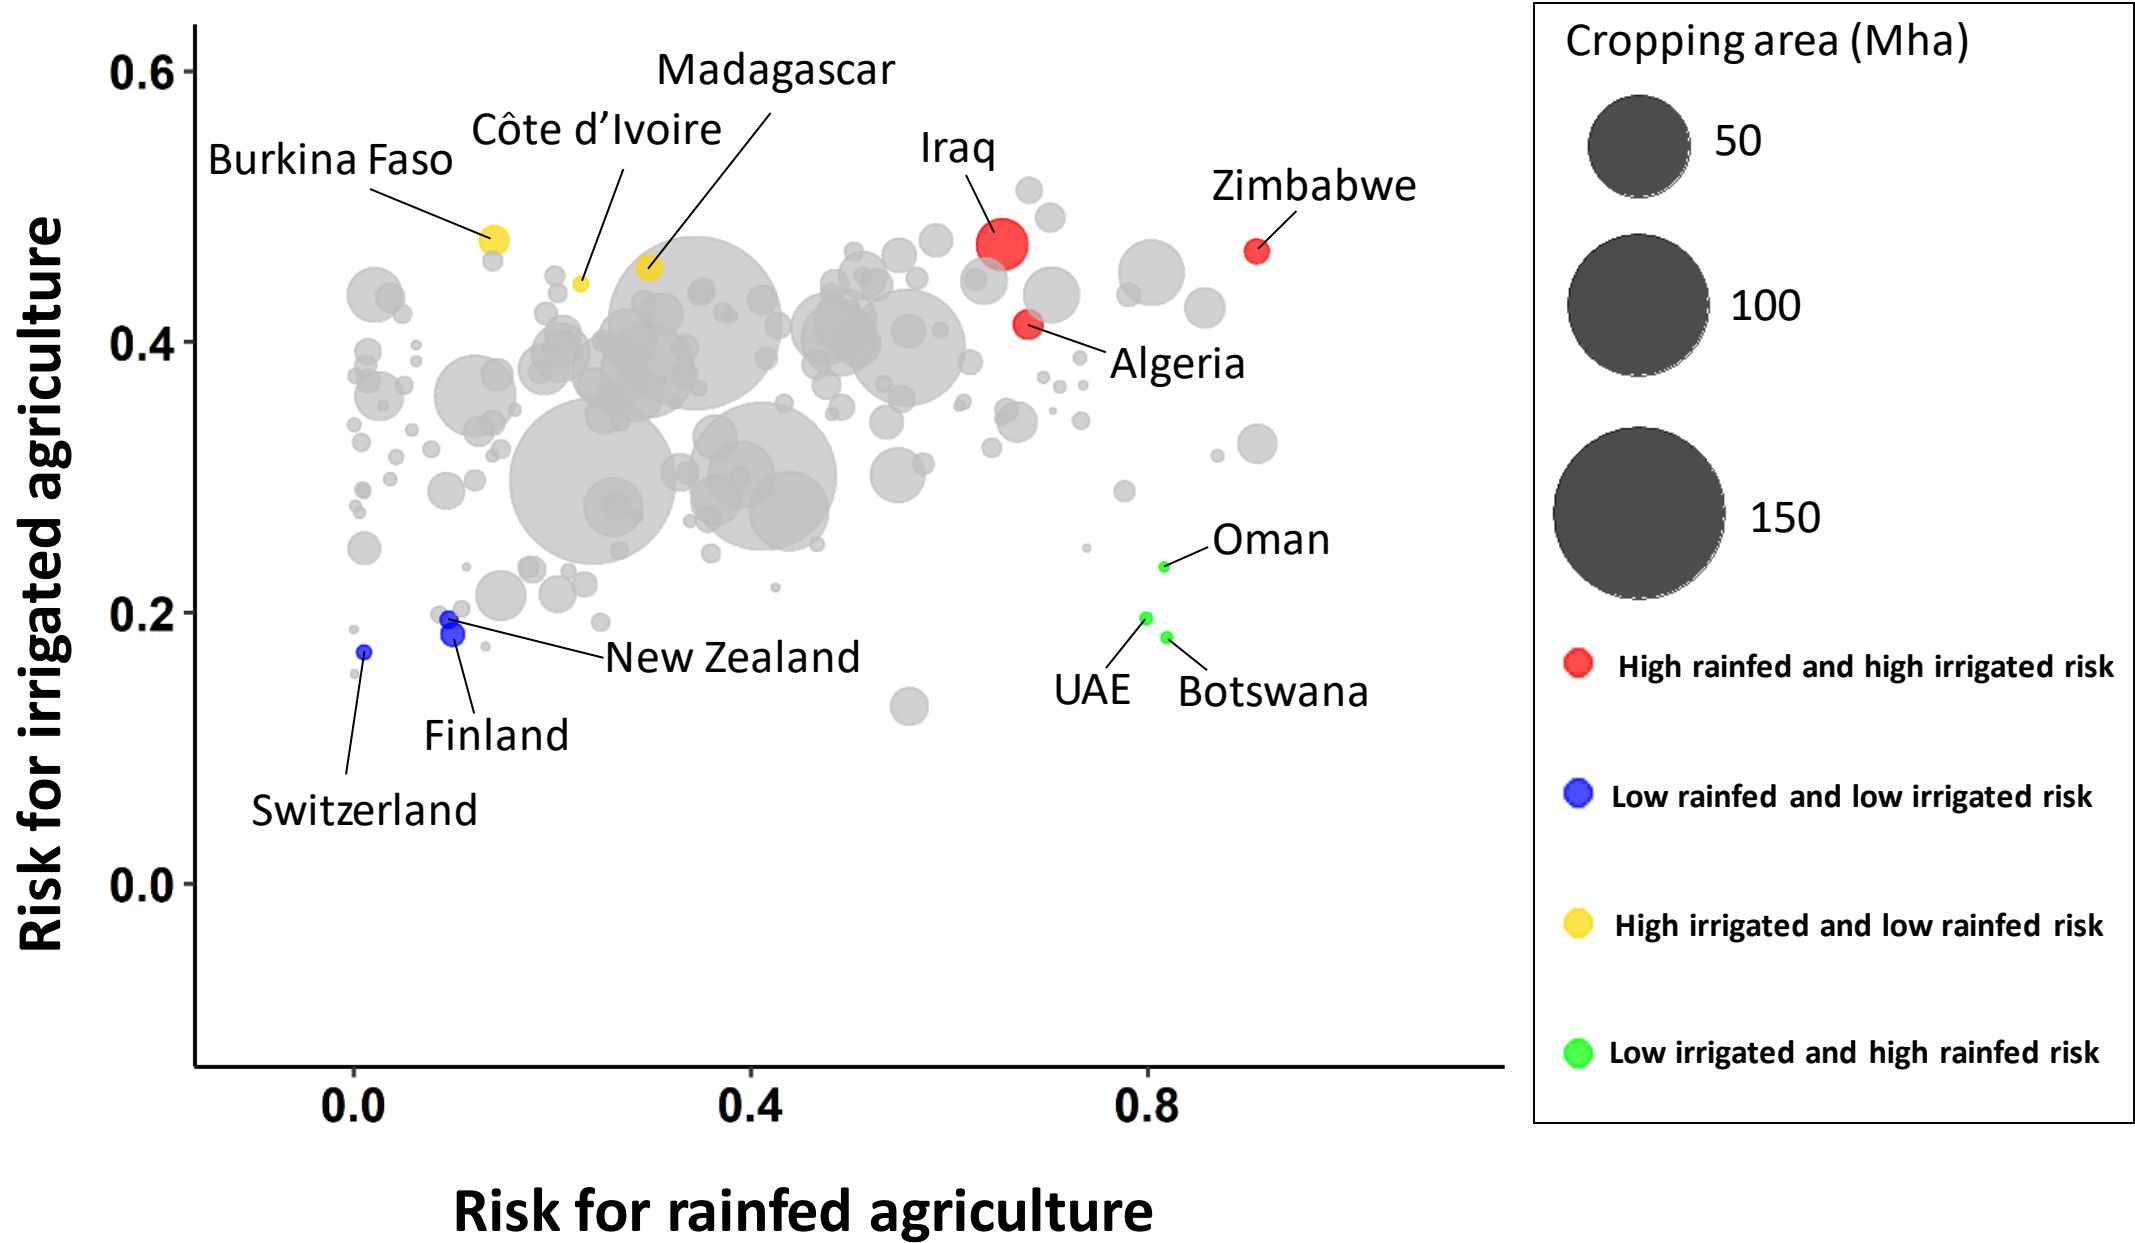 Risk for irrigated agriculture
0.6
0.4
0.2
0.0
Madagascar
Côte d’Ivoire
Burkina Faso
Iraq
Zimbabwe
Algeria
Oman
UAE
Botswana
New Zealand
Finland
Switzerland
0.0
0.4
0.8
Risk for rainfed agriculture
Cropping area (Mha)
50
100
150
High rainfed and high irrigated risk
Low rainfed and low irrigated risk
High irrigated and low rainfed risk
Low irrigated and high rainfed risk